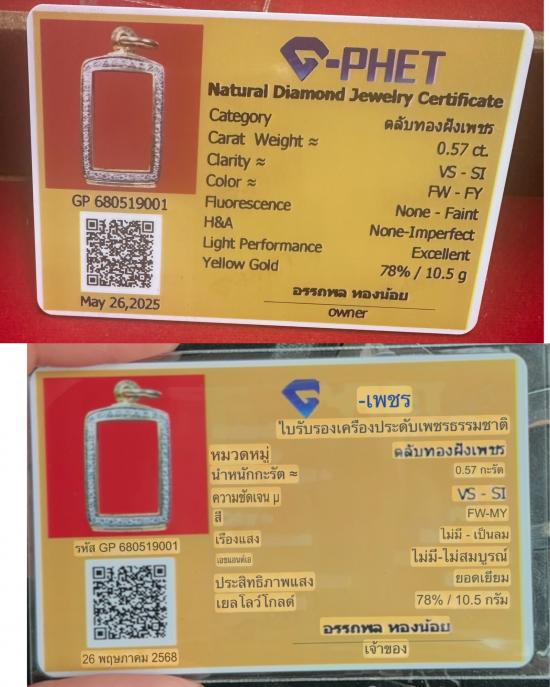 G-PHET
Natural Diamond Jewelry Certificate
Category ตลับทองฝังเพชร
Carat Weight ≈ 0.57 ct.
Clarity ≈ VS - SI
Color ≈ FW - FY
Fluorescence None - Faint
H&A None-Imperfect
Light Performance Excellent
Yellow Gold 78% / 10.5 g
GP 680519001
May 26,2025
อรรถพล ทองน้อย
owner
-เพชร
ใบรับรองเครื่องประดับเพชรธรรมชาติ
หมวดหมู่ ตลับทองฝังเพชร
นำหนักกะรัต ≈ 0.57 กะรัต
ความชัดเจน μ VS - SI
สี FW-MY
เรืองแสง ไม่มี - เป็นลม
เอชแอนด์เอ ไม่มี-ไม่สมบูรณ์
ประสิทธิภาพแสง ยอดเยี่ยม
เยลโลว์โกลด์ 78% / 10.5 กรัม
รหัส GP 680519001
26 พฤษภาคม 2568
อรรถพล ทองน้อย
เจ้าของ